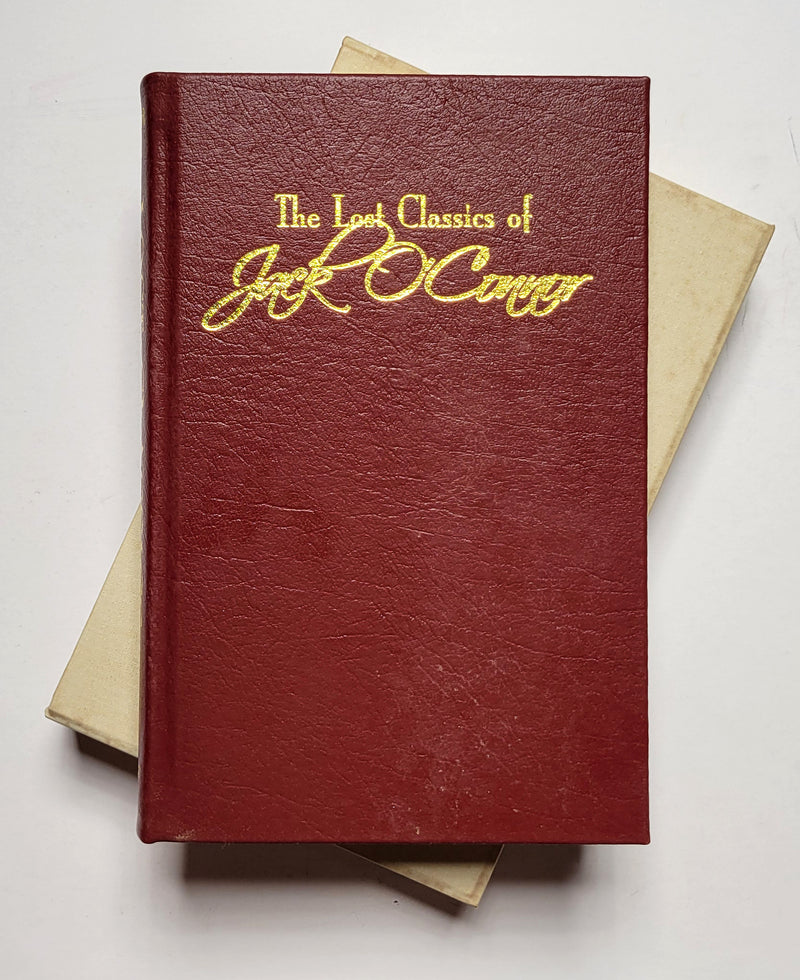 The Lost Classics of
Jack O'Connor